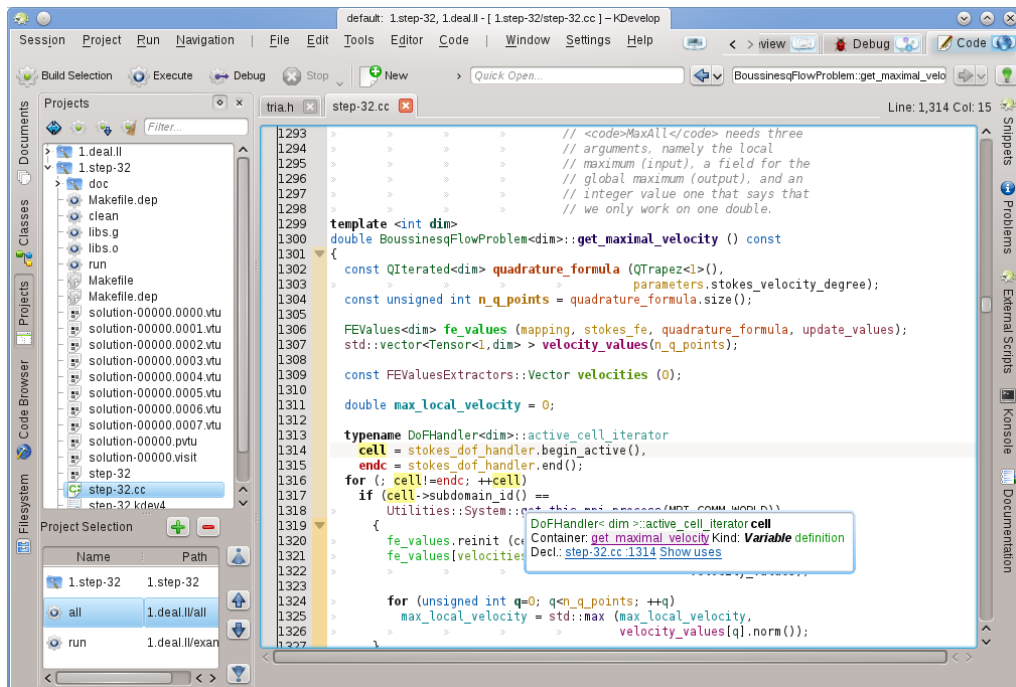 default: 1.step-32, 1.deal.II - [ 1.step-32/step-32.cc ] – KDevelop
Session Project Run Navigation | File Edit Tools Editor Code | Window Settings Help < > view Debug Code
Build Selection Execute Debug Stop New > Quick Open... BoussinesqFlowProblem::get_maximal_velo
Documents
Classes
Projects
Code Browser
Filesystem
Projects
Filter...
1.deal.II
1.step-32
doc
Makefile.dep
clean
libs.g
libs.o
run
Makefile
Makefile.dep
solution-00000.0000.vtu
solution-00000.0001.vtu
solution-00000.0002.vtu
solution-00000.0003.vtu
solution-00000.0004.vtu
solution-00000.0005.vtu
solution-00000.0006.vtu
solution-00000.0007.vtu
solution-00000.pvtu
solution-00000.visit
step-32
step-32.cc
step-32.kdev4
Project Selection
Name Path
1.step-32 1.step-32
all 1.deal.II/all
run 1.deal.II/exan
tria.h step-32.cc Line: 1,314 Col: 15
1293 // <code>MaxAll</code> needs three
1294 // arguments, namely the local
1295 // maximum (input), a field for the
1296 // global maximum (output), and an
1297 // integer value one that says that
1298 // we only work on one double.
1299 template <int dim>
1300 double BoussinesqFlowProblem<dim>::get_maximal_velocity () const
1301 {
1302 const QIterated<dim> quadrature_formula (QTrapez<1>(),
1303 parameters.stokes_velocity_degree);
1304 const unsigned int n_q_points = quadrature_formula.size();
1305
1306 FEValues<dim> fe_values (mapping, stokes_fe, quadrature_formula, update_values);
1307 std::vector<Tensor<1,dim> > velocity_values(n_q_points);
1308
1309 const FEValuesExtractors::Vector velocities (0);
1310
1311 double max_local_velocity = 0;
1312
1313 typename DoFHandler<dim>::active_cell_iterator
1314 cell = stokes_dof_handler.begin_active(),
1315 endc = stokes_dof_handler.end();
1316 for (; cell!=endc; ++cell)
1317 if (cell->subdomain_id() ==
1318 Utilities::System::get_this_mpi_process(MPI_COMM_WORLD))
1319 {
1320 fe_values.reinit (ce
1321 fe_values[velocities
1322 velocity_values);
1323
1324 for (unsigned int q=0; q<n_q_points; ++q)
1325 max_local_velocity = std::max (max_local_velocity,
1326 velocity_values[q].norm());
1327 }
DoFHandler< dim >::active_cell_iterator cell
Container: get_maximal_velocity Kind: Variable definition
Decl.: step-32.cc :1314 Show uses
Snippets
Problems
External Scripts
Konsole
Documentation